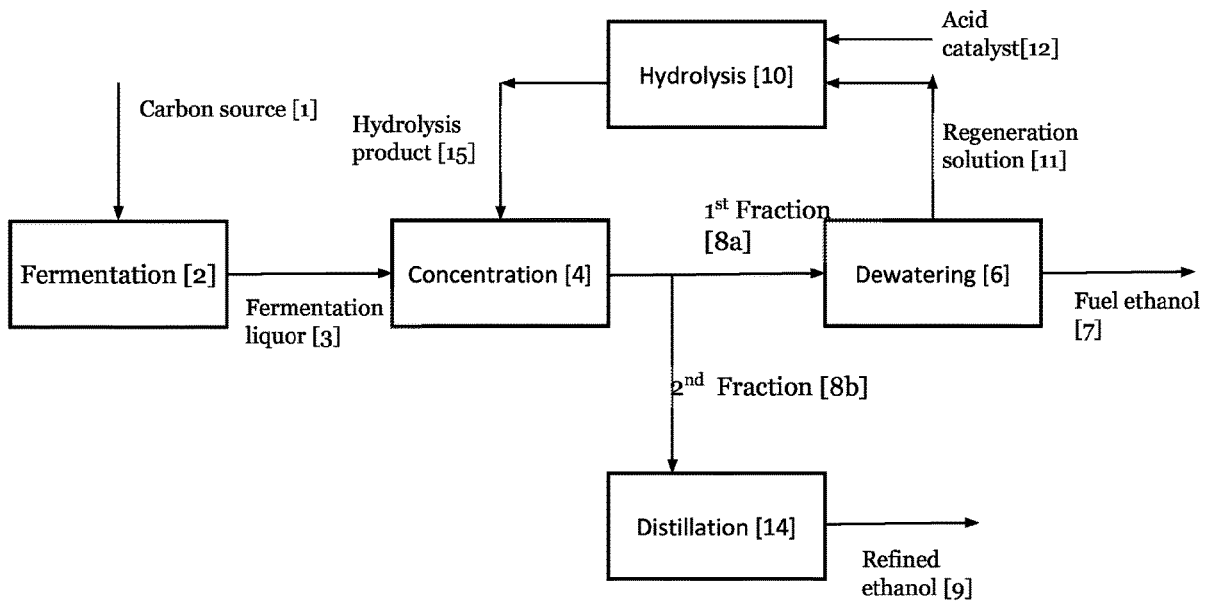 Acid
catalyst[12]
Hydrolysis [10]
Carbon source [1]
Hydrolysis
product [15]
Regeneration
solution [11]
1st Fraction
[8a]
Fermentation [2]
Concentration [4]
Dewatering [6]
Fermentation
liquor [3]
Fuel ethanol
[7]
2nd Fraction [8b]
Distillation [14]
Refined
ethanol [9]